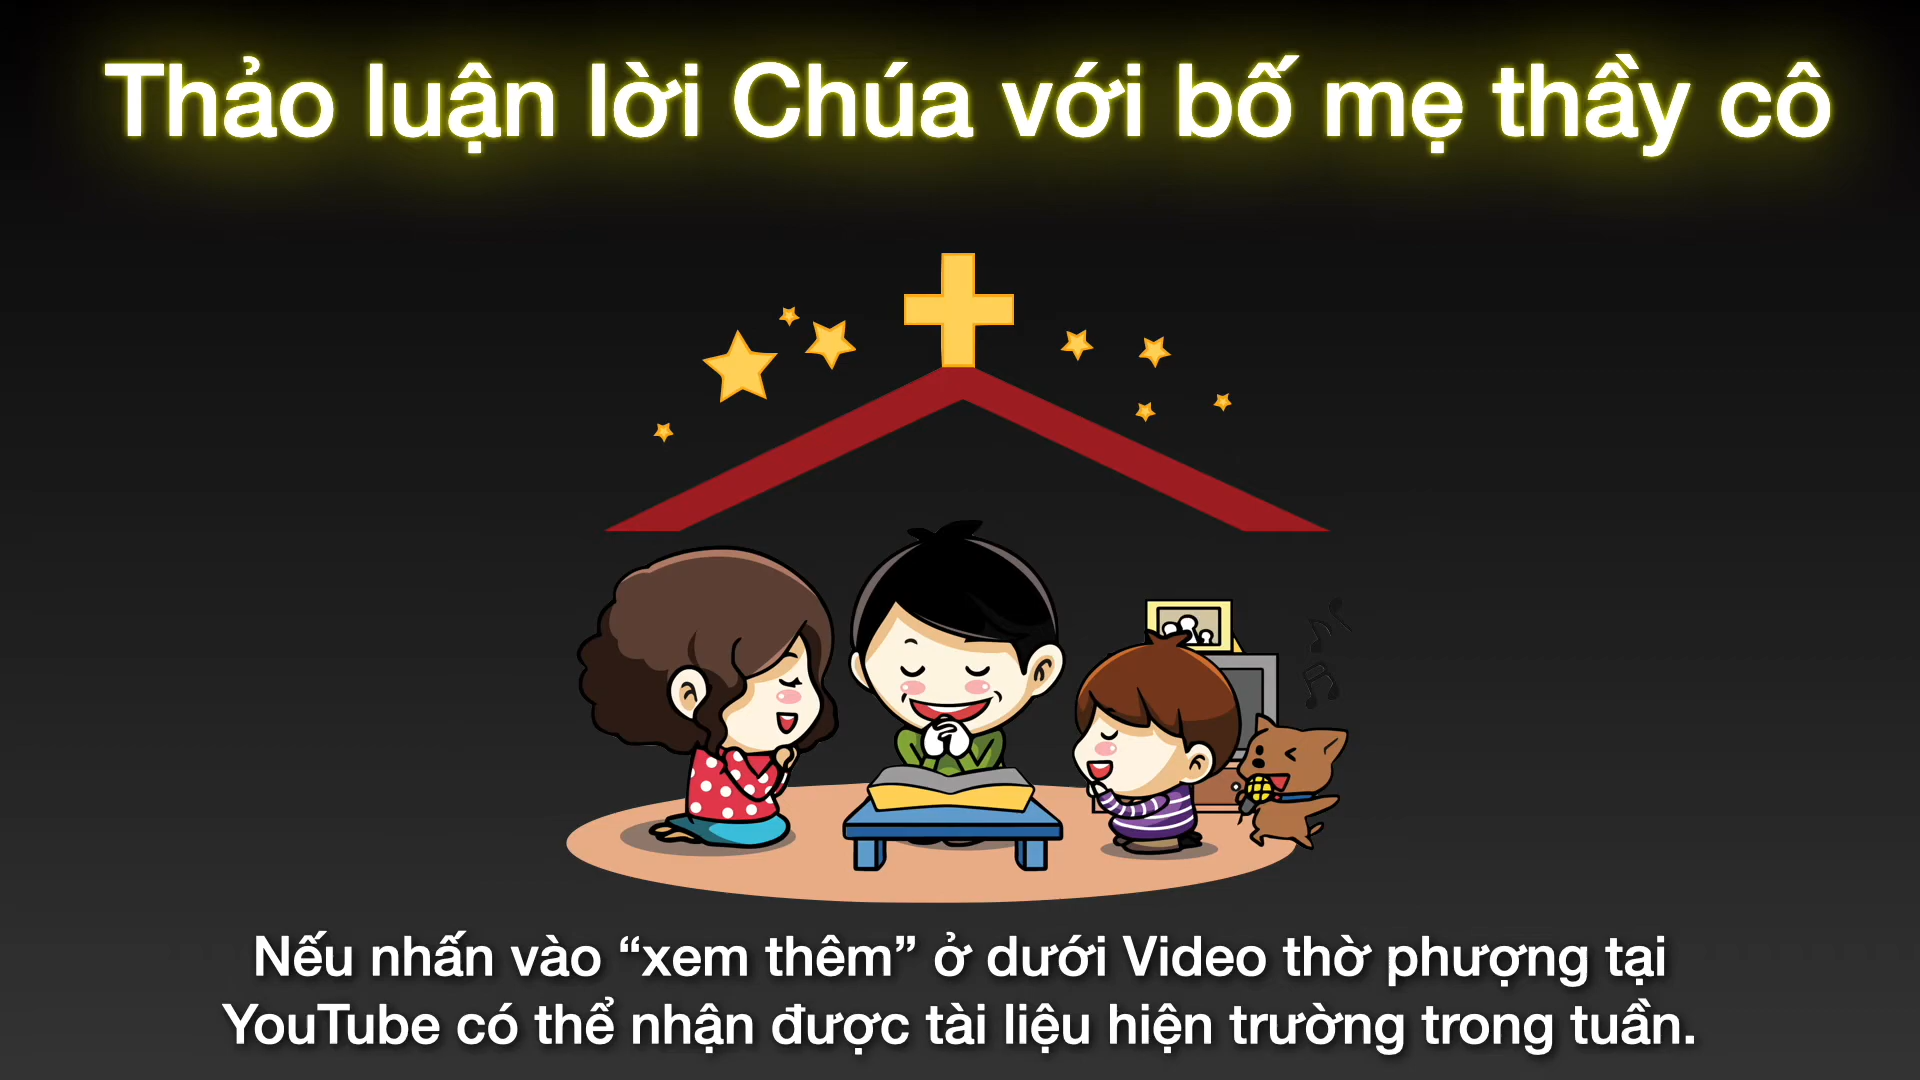 Thảo luận lời Chúa với bố mẹ thầy cô
Nếu nhấn vào “xem thêm” ở dưới Video thờ phượng tại
YouTube có thể nhận được tài liệu hiện trường trong tuần.